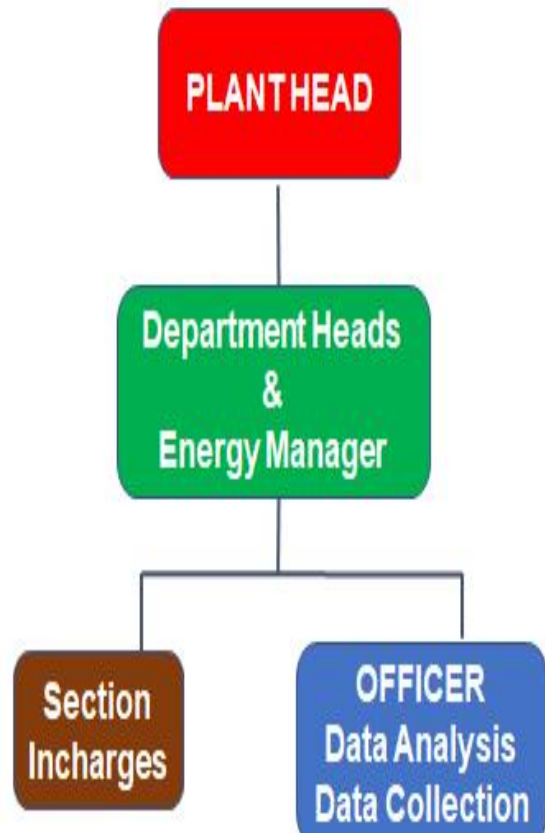 PLANT HEAD
Department Heads
&
Energy Manager
Section
Incharges
OFFICER
Data Analysis
Data Collection